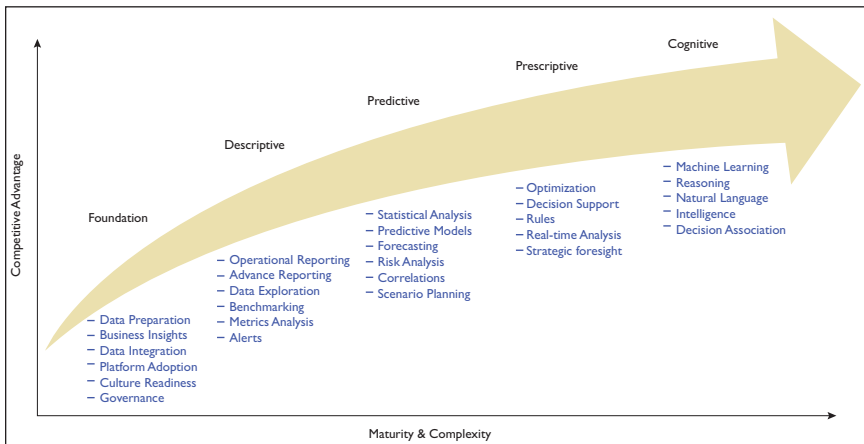 Cognitive
Prescriptive
Predictive
Descriptive
Foundation
Competitive Advantage
– Machine Learning
– Reasoning
– Natural Language
– Intelligence
– Decision Association
– Optimization
– Decision Support
– Rules
– Real-time Analysis
– Strategic foresight
– Statistical Analysis
– Predictive Models
– Forecasting
– Risk Analysis
– Correlations
– Scenario Planning
– Operational Reporting
– Advance Reporting
– Data Exploration
– Benchmarking
– Metrics Analysis
– Alerts
– Data Preparation
– Business Insights
– Data Integration
– Platform Adoption
– Culture Readiness
– Governance
Maturity & Complexity